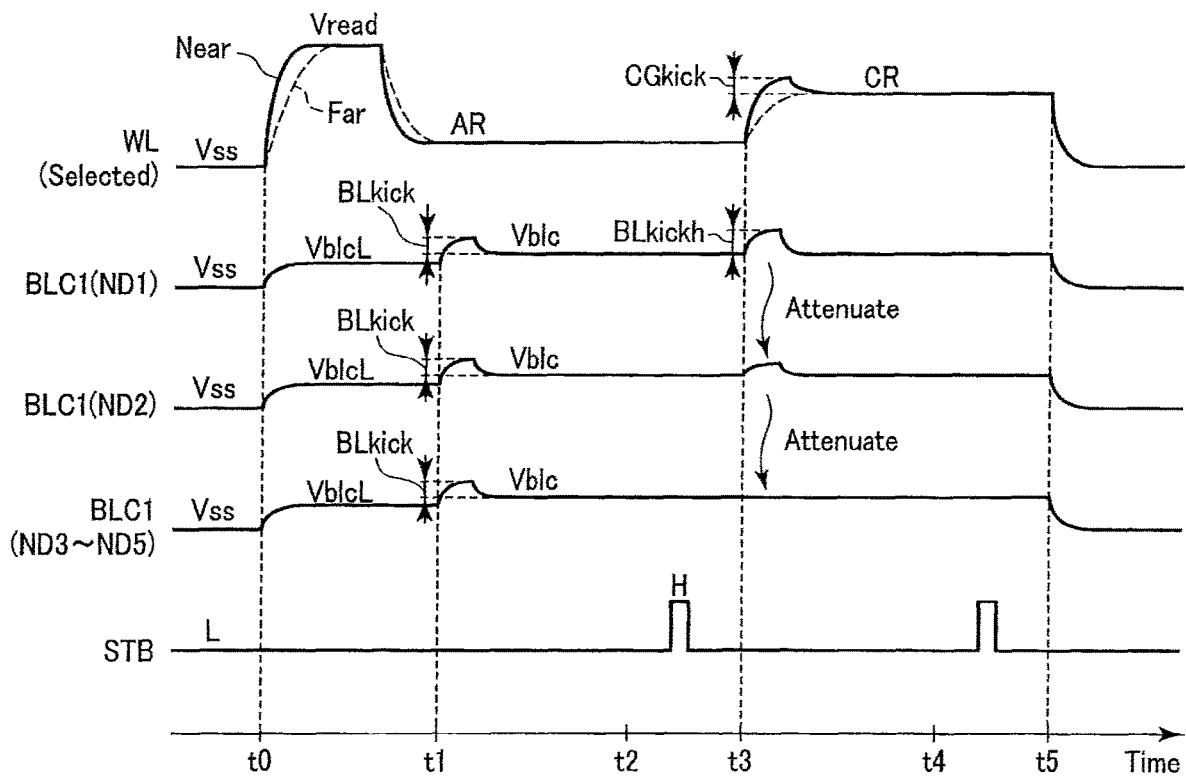 Vread
Near
Far
CGkick
CR
AR
WL
(Selected)
Vss
BLkick
VblcL
Vblc
BLkickh
BLC1(ND1)
Vss
Attenuate
BLkick
VblcL
Vblc
BLC1(ND2)
Vss
Attenuate
BLkick
VblcL
Vblc
BLC1
(ND3~ND5)
Vss
STB
L
H
t0
t1
t2
t3
t4
t5
Time